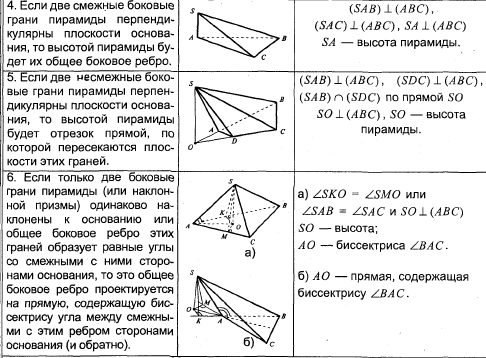 4. Если две смежные боковые
грани пирамиды перпенди-
кулярны плоскости основа-
ния, то высотой пирамиды бу-
дет их общее боковое ребро.
S
A
B
C
(SAB) ⊥ (ABC),
(SAC) ⊥ (ABC), SA ⊥ (ABC)
SA — высота пирамиды.
5. Если две несмежные боко-
вые грани пирамиды перпен-
дикулярны плоскости основа-
ния, то высотой пирамиды
будет отрезок прямой, по
которой пересекаются плос-
кости этих граней.
S
B
A
C
O
D
(SAB) ⊥ (ABC), (SDC) ⊥ (ABC),
(SAB) ∩ (SDC) по прямой SO
SO ⊥ (ABC), SO — высота
пирамиды.
6. Если только две боковые
грани пирамиды (или наклон-
ной призмы) одинаково на-
клонены к основанию или
общее боковое ребро этих
граней образует равные углы
со смежными с ними сторо-
нами основания, то это общее
боковое ребро проектируется
на прямую, содержащую бис-
сектрису угла между смежны-
ми с этим ребром сторонами
основания (и обратно).
S
K
B
A
O
M
C
а)
S
O
M
B
K
A
C
б)
а) ∠SKO = ∠SMO или
∠SAB = ∠SAC и SO ⊥ (ABC)
SO — высота;
AO — биссектриса ∠BAC.
б) AO — прямая, содержащая
биссектрису ∠BAC.